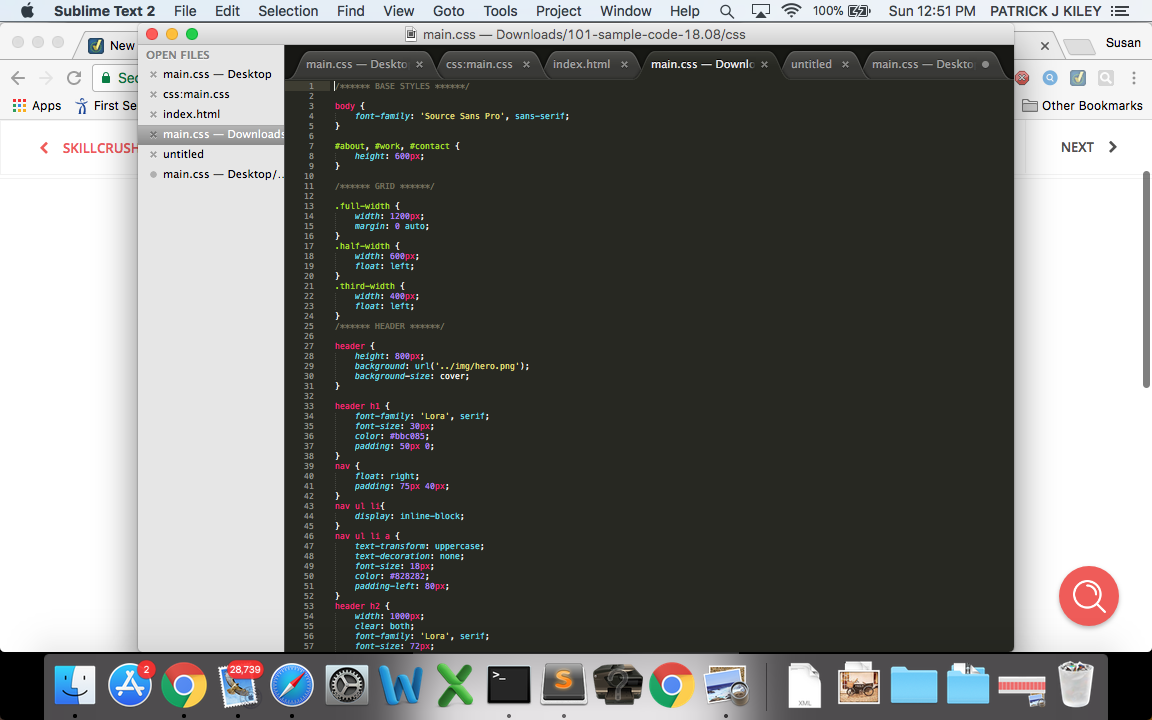 Sublime Text 2 File Edit Selection Find View Goto Tools Project Window Help 100% Sun 12:51 PM PATRICK J KILEY
main.css — Downloads/101-sample-code-18.08/css
New
Susan
Sec
Apps
First Se
Other Bookmarks
SKILLCRUSH
NEXT
OPEN FILES
main.css — Desktop
css:main.css
index.html
main.css — Downloads
untitled
main.css — Desktop/...
main.css — Deskto css:main.css index.html main.css — Downl untitled main.css — Deskto
1 /****** BASE STYLES ******/
2
3 body {
4 font-family: 'Source Sans Pro', sans-serif;
5 }
6
7 #about, #work, #contact {
8 height: 600px;
9 }
10
11 /****** GRID ******/
12
13 .full-width {
14 width: 1200px;
15 margin: 0 auto;
16 }
17 .half-width {
18 width: 600px;
19 float: left;
20 }
21 .third-width {
22 width: 400px;
23 float: left;
24 }
25 /****** HEADER ******/
26
27 header {
28 height: 800px;
29 background: url('../img/hero.png');
30 background-size: cover;
31 }
32
33 header h1 {
34 font-family: 'Lora', serif;
35 font-size: 30px;
36 color: #bbc085;
37 padding: 50px 0;
38 }
39 nav {
40 float: right;
41 padding: 75px 40px;
42 }
43 nav ul li{
44 display: inline-block;
45 }
46 nav ul li a {
47 text-transform: uppercase;
48 text-decoration: none;
49 font-size: 18px;
50 color: #828282;
51 padding-left: 80px;
52 }
53 header h2 {
54 width: 1000px;
55 clear: both;
56 font-family: 'Lora', serif;
57 font-size: 72px;
2
28,739
XML